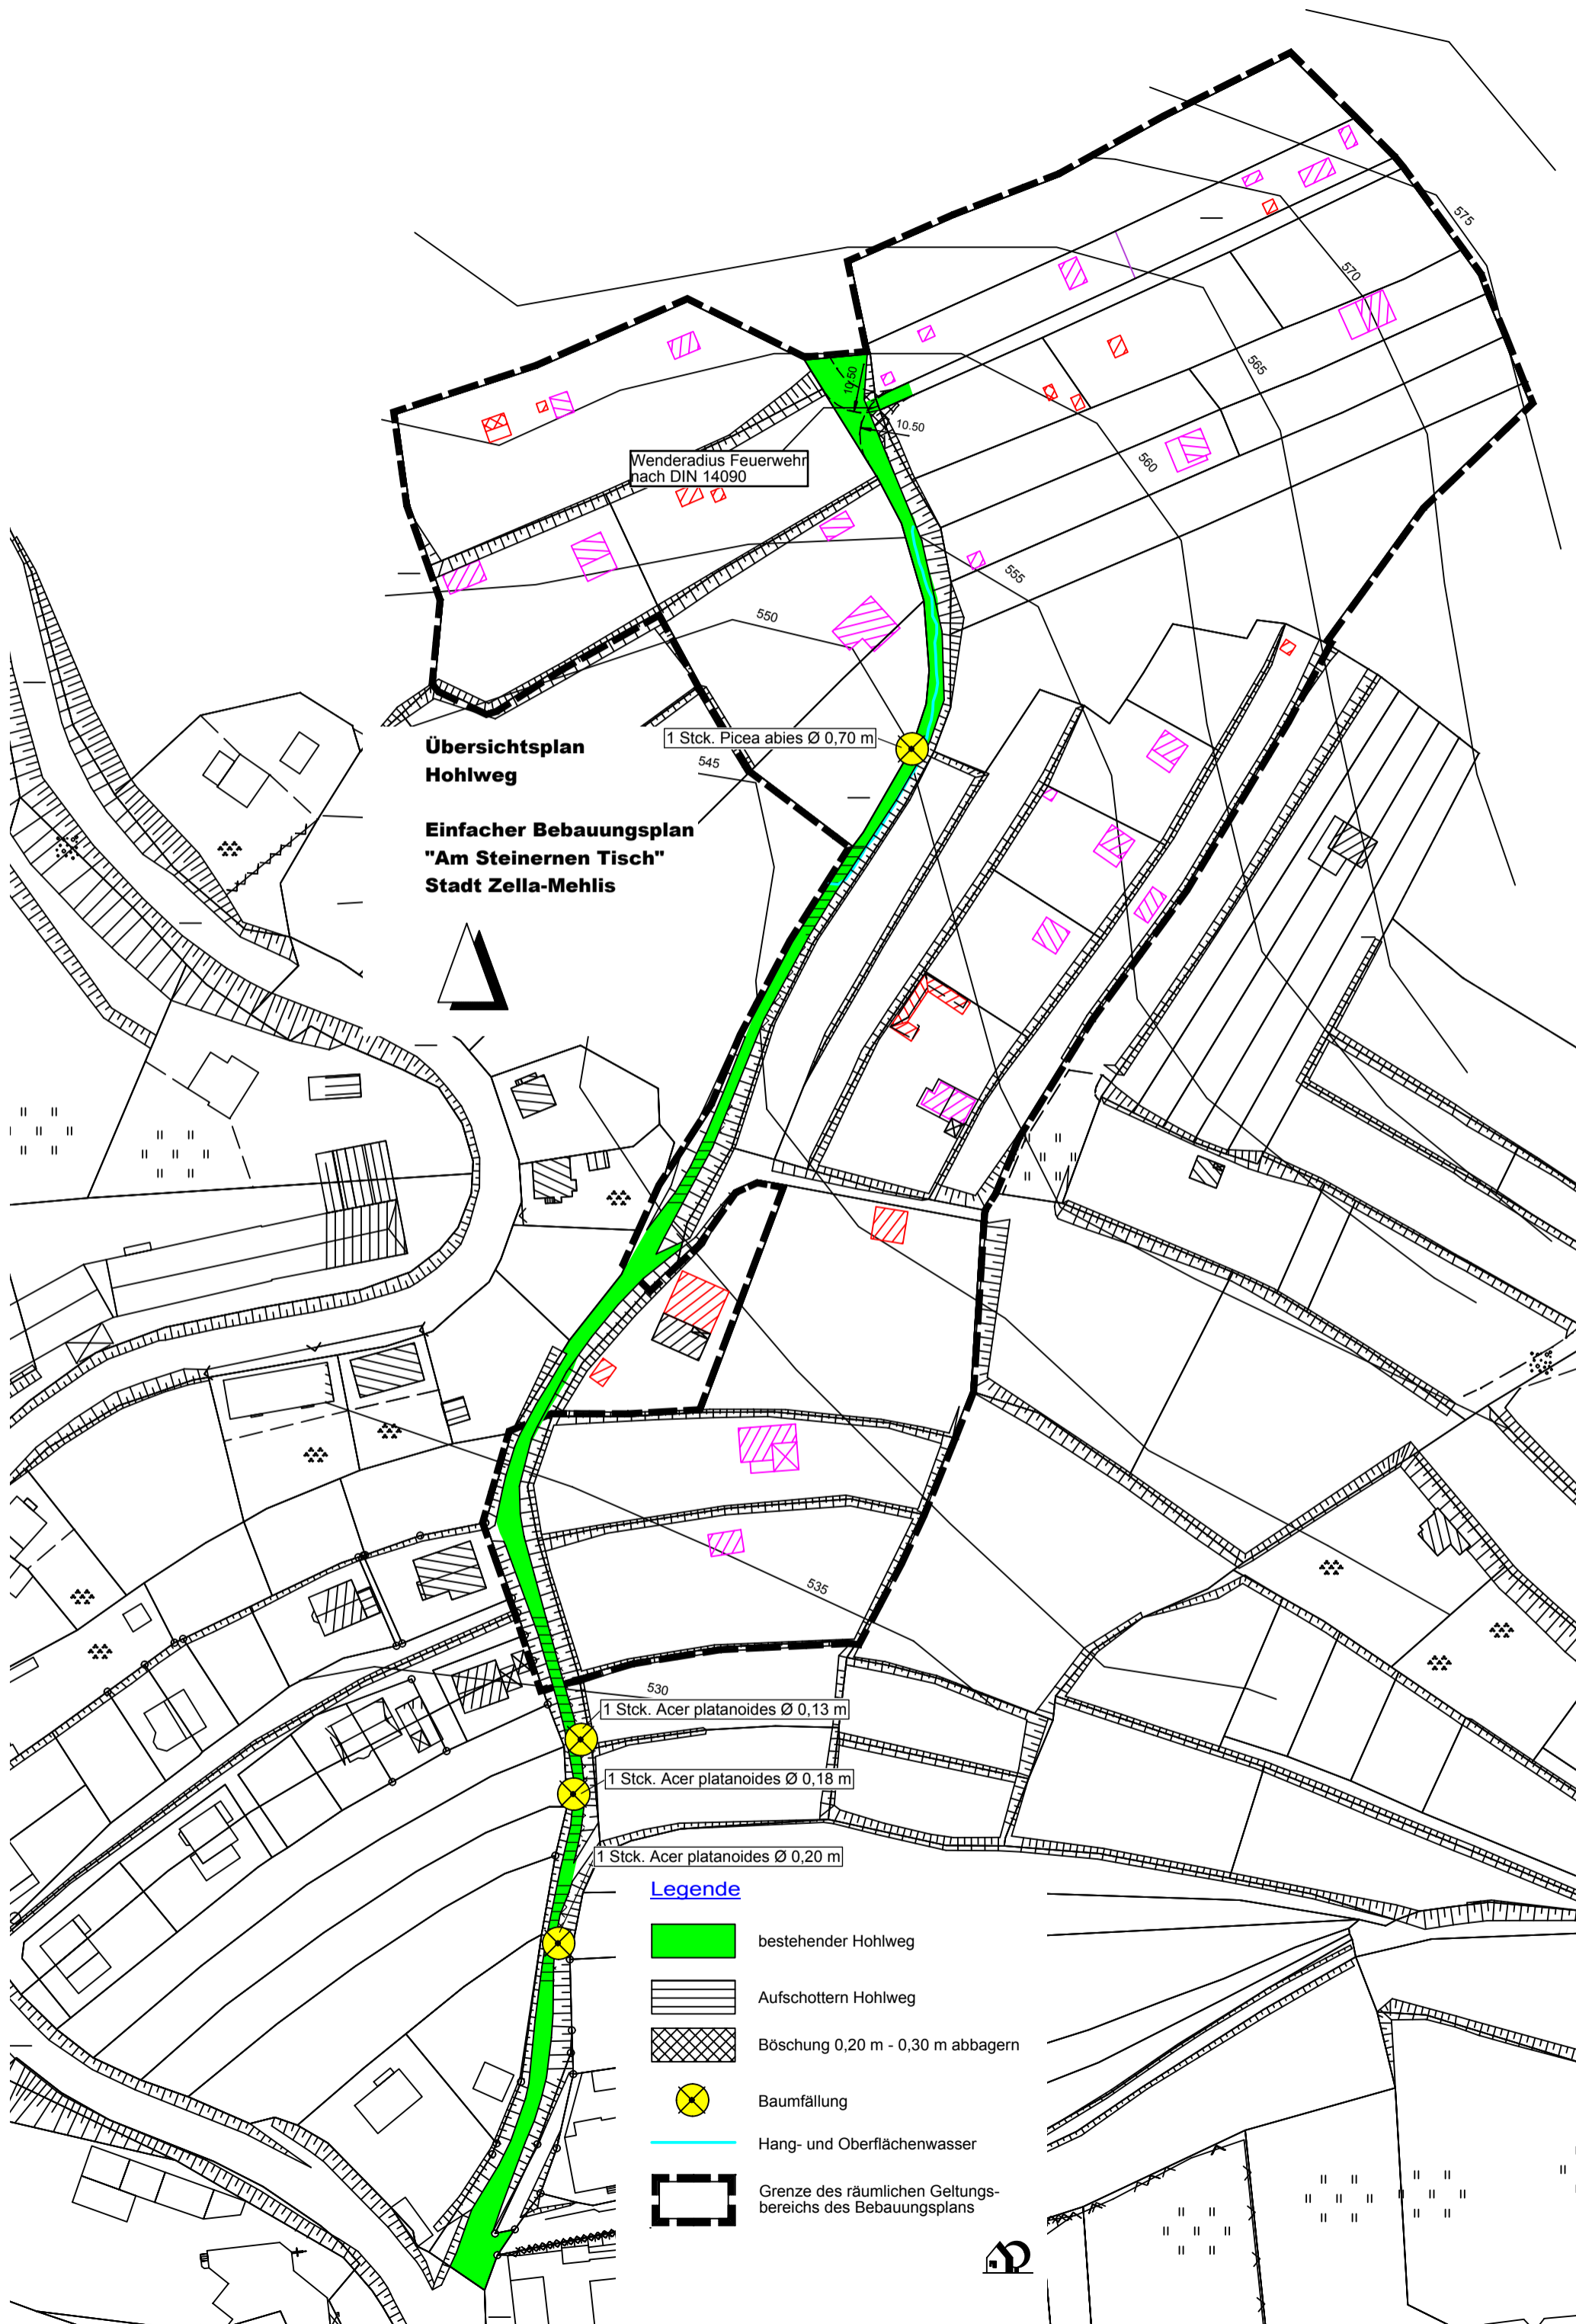 575
570
565
10.50
10.50
560
Wenderadius Feuerwehr
nach DIN 14090
555
550
1 Stck. Picea abies Ø 0,70 m
545
Übersichtsplan
Hohlweg
Einfacher Bebauungsplan
"Am Steinernen Tisch"
Stadt Zella-Mehlis
535
530
1 Stck. Acer platanoides Ø 0,13 m
1 Stck. Acer platanoides Ø 0,18 m
1 Stck. Acer platanoides Ø 0,20 m
Legende
bestehender Hohlweg
Aufschottern Hohlweg
Böschung 0,20 m - 0,30 m abbagern
Baumfällung
Hang- und Oberflächenwasser
Grenze des räumlichen Geltungs-
bereichs des Bebauungsplans